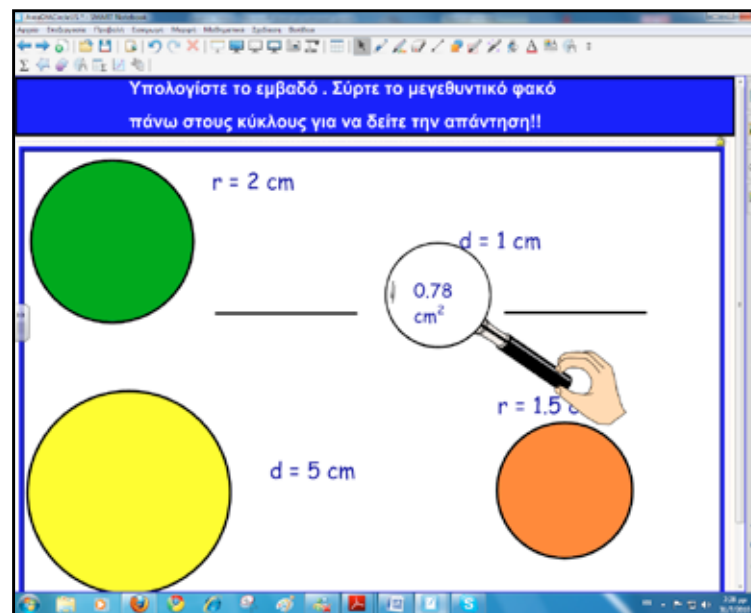 Υπολογίστε το εμβαδό . Σύρτε το μεγεθυντικό φακό
πάνω στους κύκλους για να δείτε την απάντηση!!
r = 2 cm
d = 1 cm
0.78
cm²
r = 1.5 c
d = 5 cm